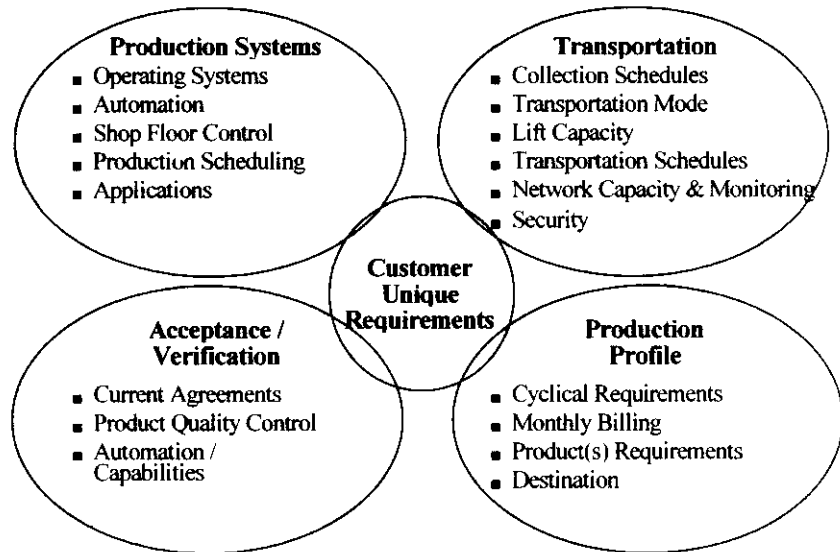 Production Systems
▪ Operating Systems
▪ Automation
▪ Shop Floor Control
▪ Production Scheduling
▪ Applications
Transportation
▪ Collection Schedules
▪ Transportation Mode
▪ Lift Capacity
▪ Transportation Schedules
▪ Network Capacity & Monitoring
▪ Security
Customer
Unique
Requirements
Acceptance /
Verification
▪ Current Agreements
▪ Product Quality Control
▪ Automation /
Capabilities
Production
Profile
▪ Cyclical Requirements
▪ Monthly Billing
▪ Product(s) Requirements
▪ Destination